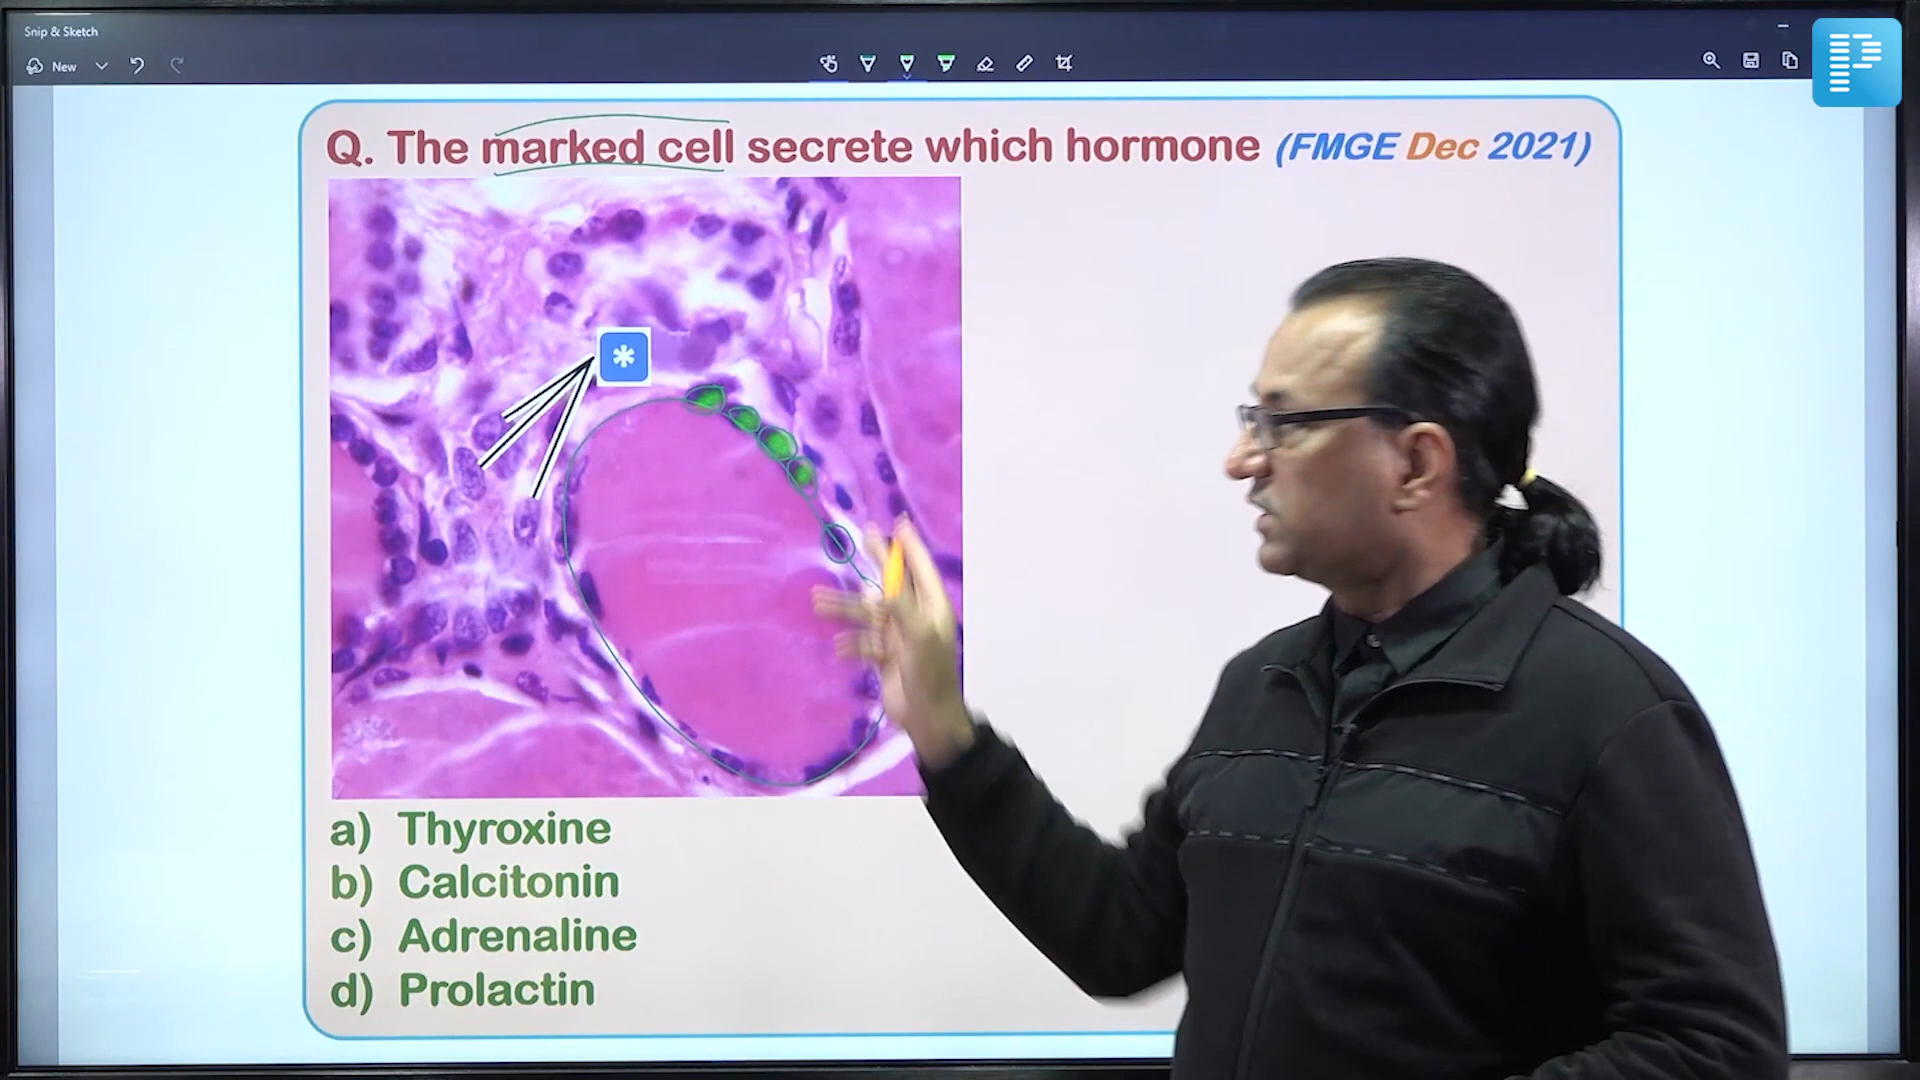 Snip & Sketch
New
Q. The marked cell secrete which hormone (FMGE Dec 2021)
*
a) Thyroxine
b) Calcitonin
c) Adrenaline
d) Prolactin